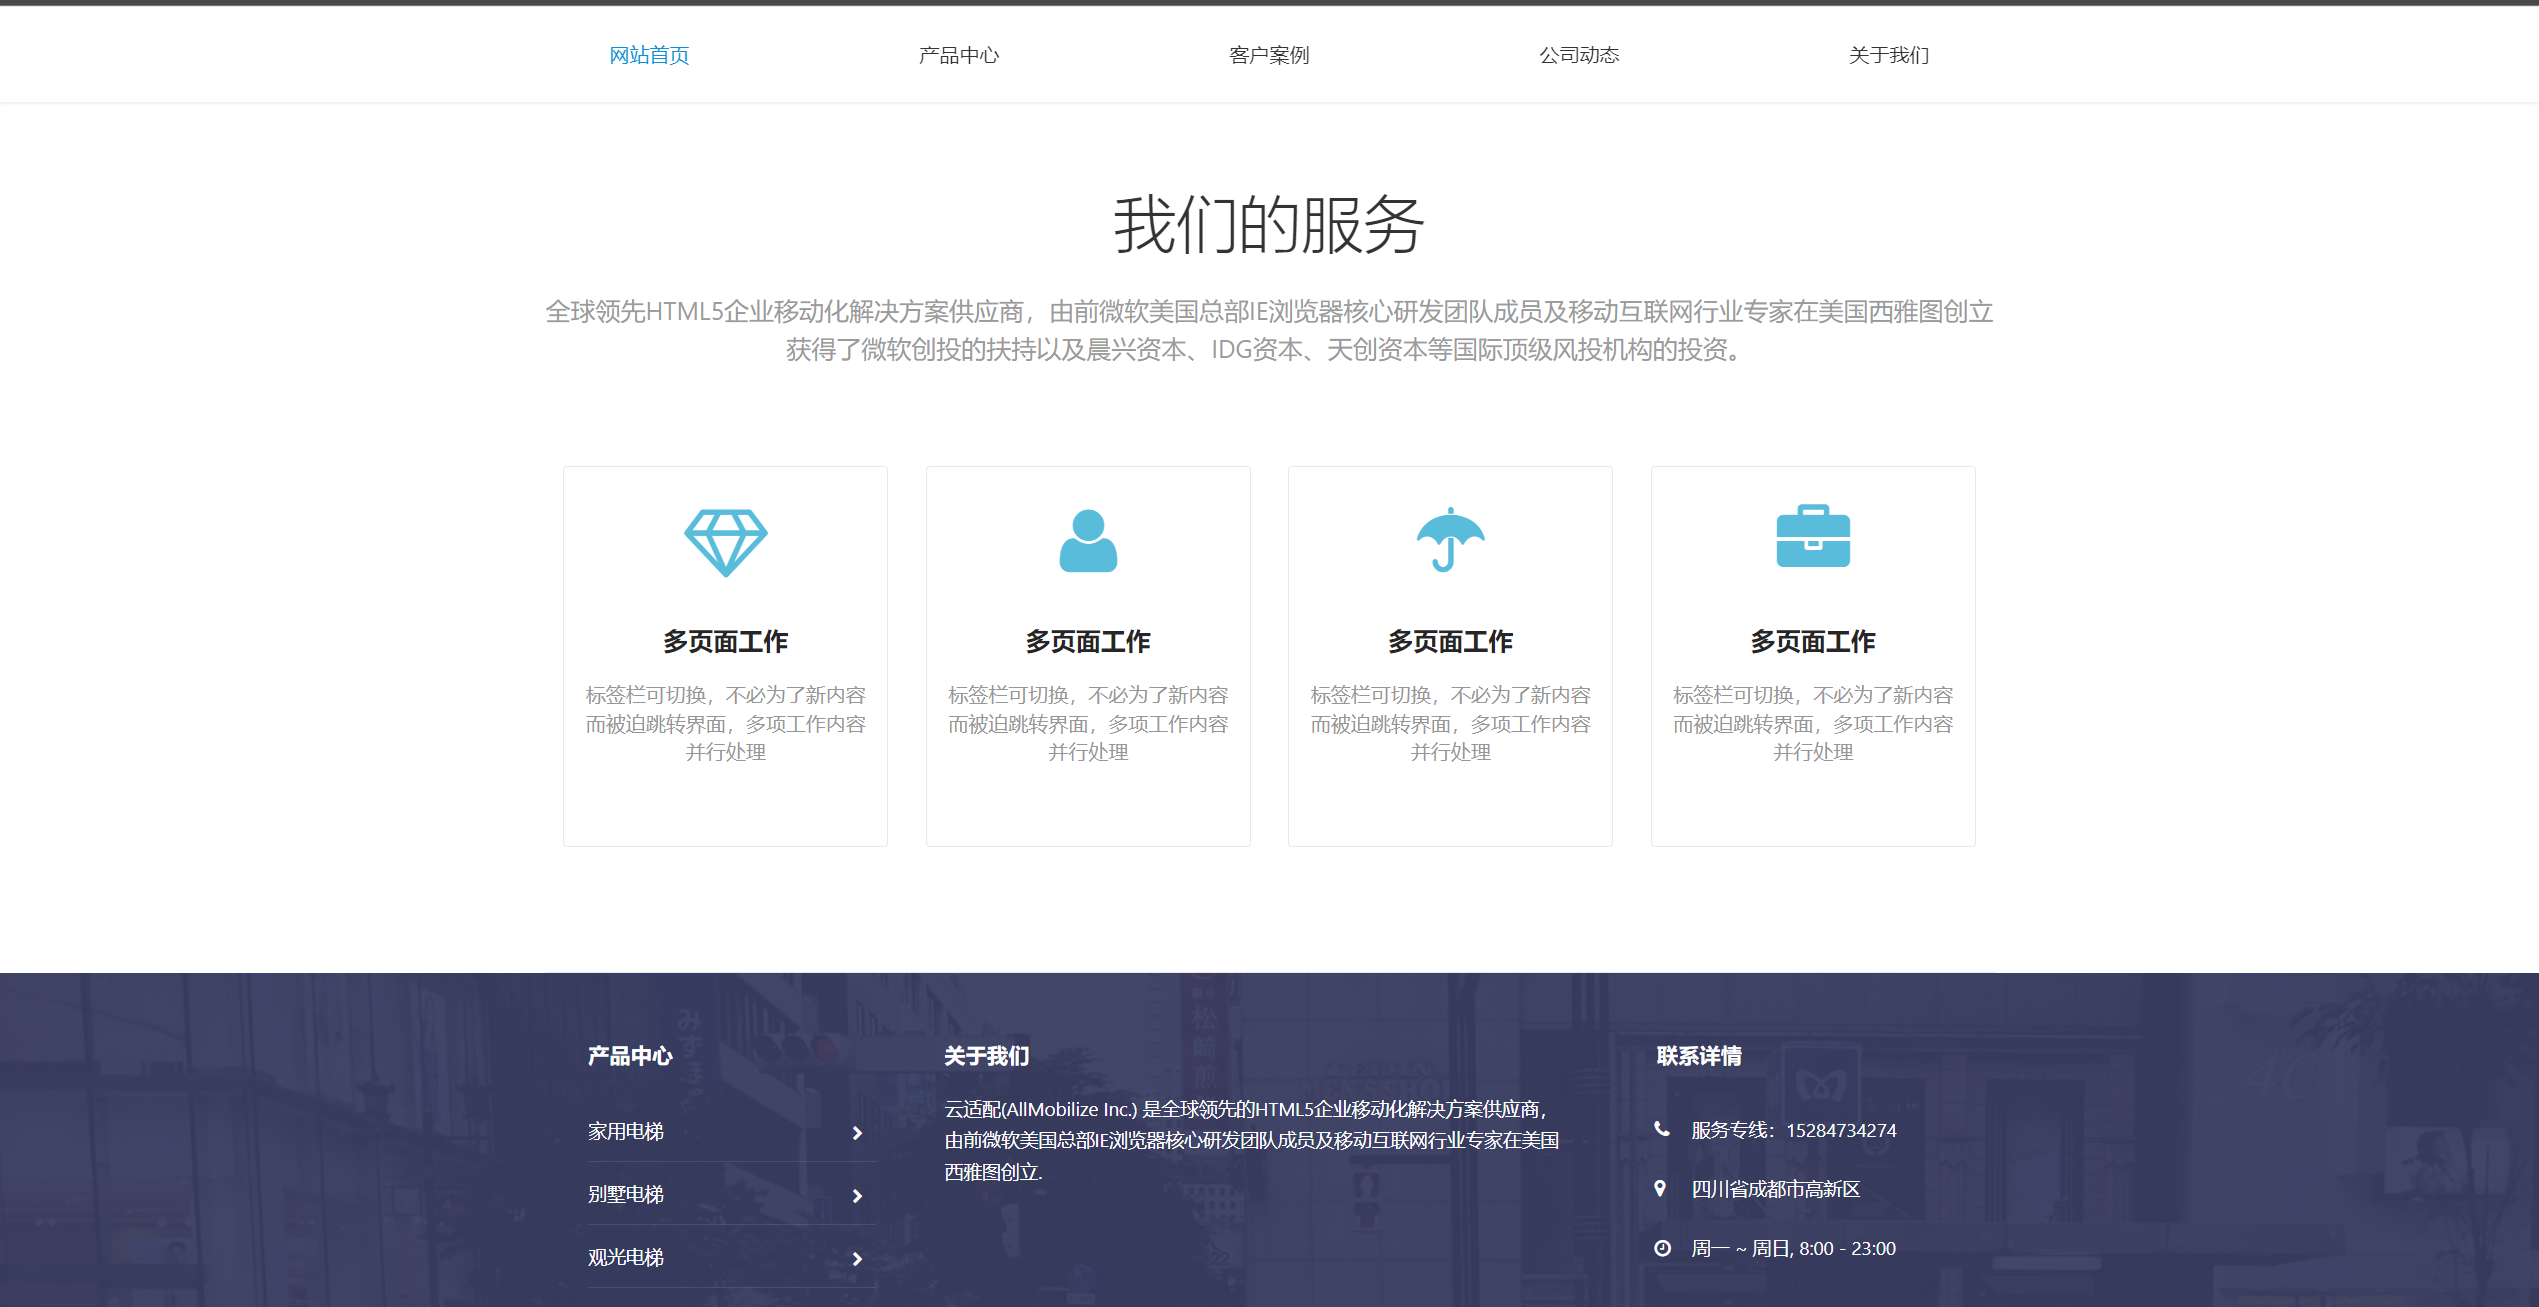 网站首页 产品中心 客户案例 公司动态 关于我们
我们的服务
全球领先HTML5企业移动化解决方案供应商，由前微软美国总部IE浏览器核心研发团队成员及移动互联网行业专家在美国西雅图创立
获得了微软创投的扶持以及晨兴资本、IDG资本、天创资本等国际顶级风投机构的投资。
多页面工作
标签栏可切换，不必为了新内容
而被迫跳转界面，多项工作内容
并行处理
多页面工作
标签栏可切换，不必为了新内容
而被迫跳转界面，多项工作内容
并行处理
多页面工作
标签栏可切换，不必为了新内容
而被迫跳转界面，多项工作内容
并行处理
多页面工作
标签栏可切换，不必为了新内容
而被迫跳转界面，多项工作内容
并行处理
产品中心
家用电梯
别墅电梯
观光电梯
关于我们
云适配(AllMobilize Inc.) 是全球领先的HTML5企业移动化解决方案供应商，
由前微软美国总部IE浏览器核心研发团队成员及移动互联网行业专家在美国
西雅图创立.
联系详情
服务专线：15284734274
四川省成都市高新区
周一 ~ 周日, 8:00 - 23:00
みずほ
松崎煎